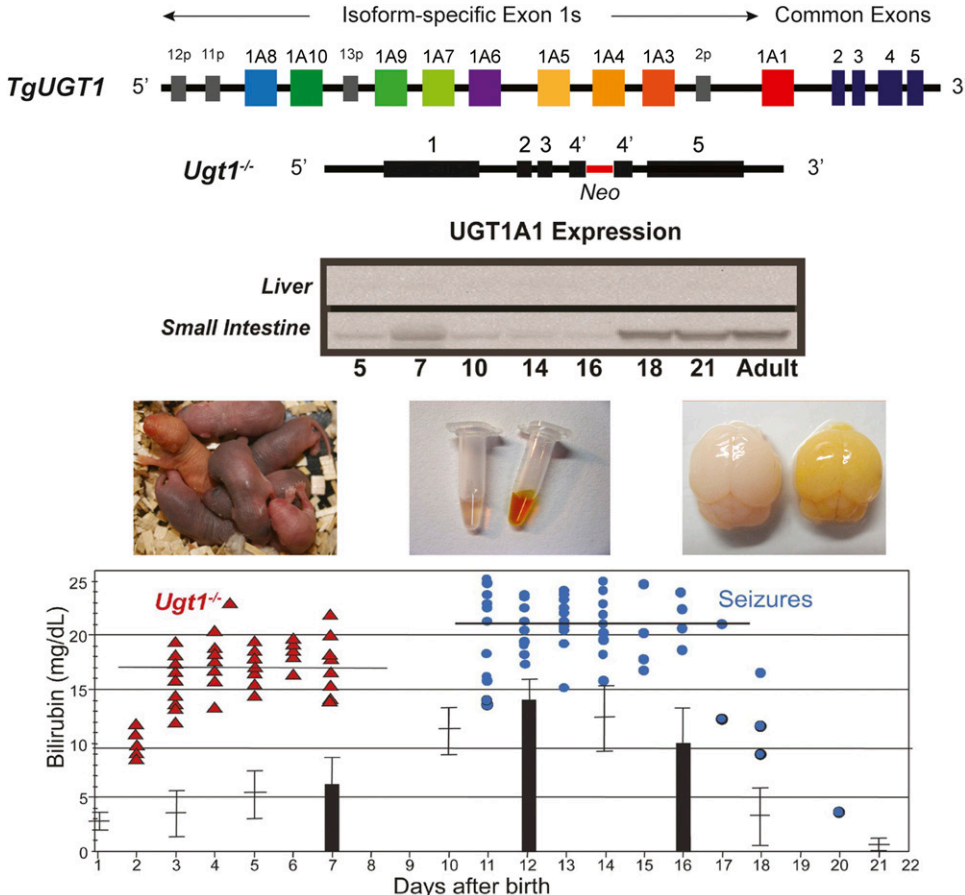 Isoform-specific Exon 1s Common Exons
12p 11p 1A8 1A10 13p 1A9 1A7 1A6 1A5 1A4 1A3 2p 1A1 2 3 4 5
TgUGT1 5' 3
1 2 3 4' 4' 5
Ugt1-/- 5' 3'
Neo
UGT1A1 Expression
Liver
Small Intestine
5 7 10 14 16 18 21 Adult
25
Ugt1-/- Seizures
20
15
10
5
0
Bilirubin (mg/dL)
1 2 3 4 5 6 7 8 9 10 11 12 13 14 15 16 17 18 19 20 21 22
Days after birth